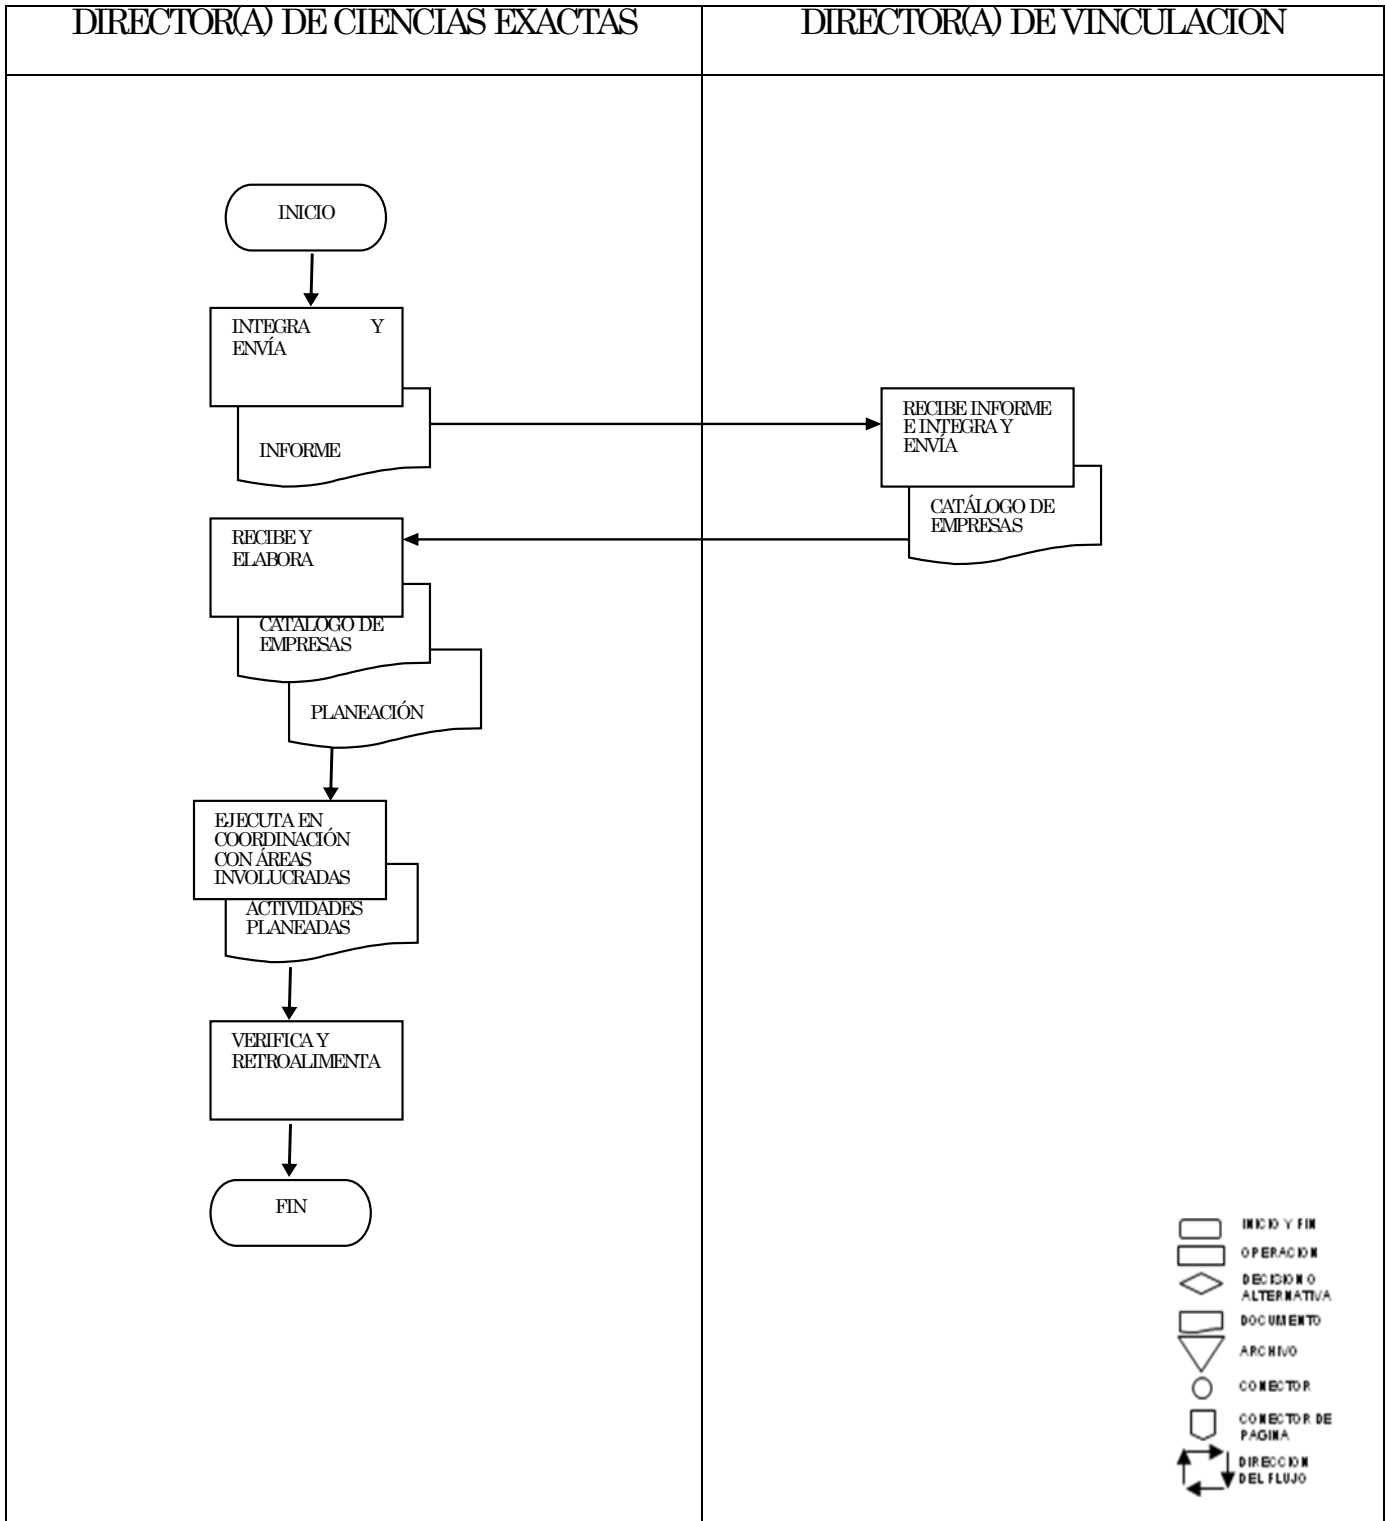 DIRECTOR(A) DE CIENCIAS EXACTAS
DIRECTOR(A) DE VINCULACION
INICIO
INTEGRA Y
ENVÍA
INFORME
RECIBE INFORME
E INTEGRA Y
ENVÍA
CATÁLOGO DE
EMPRESAS
RECIBE Y
ELABORA
CATALOGO DE
EMPRESAS
PLANEACIÓN
EJECUTA EN
COORDINACIÓN
CON ÁREAS
INVOLUCRADAS
ACTIVIDADES
PLANEADAS
VERIFICA Y
RETROALIMENTA
FIN
INICIO Y FIN
OPERACION
DECISION O
ALTERNATIVA
DOCUMENTO
ARCHIVO
CONECTOR
CONECTOR DE
PAGINA
DIRECCION
DEL FLUJO